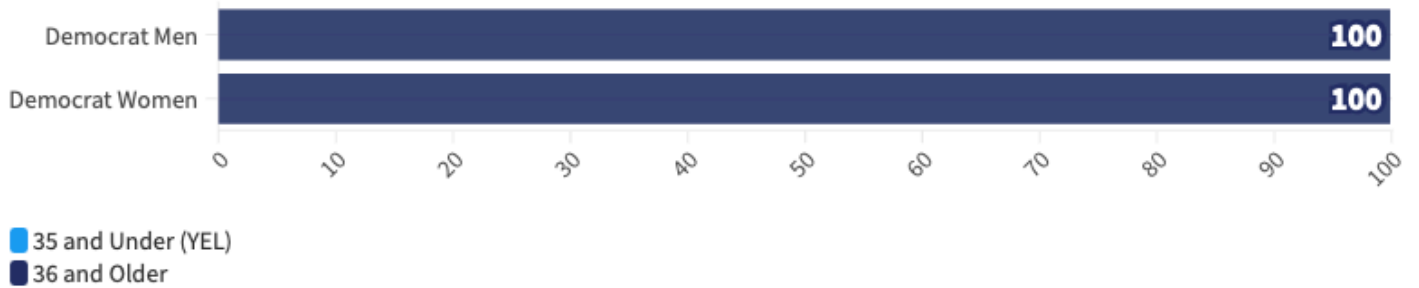 Democrat Men 100
Democrat Women 100
0 10 20 30 40 50 60 70 80 90 100
35 and Under (YEL)
36 and Older